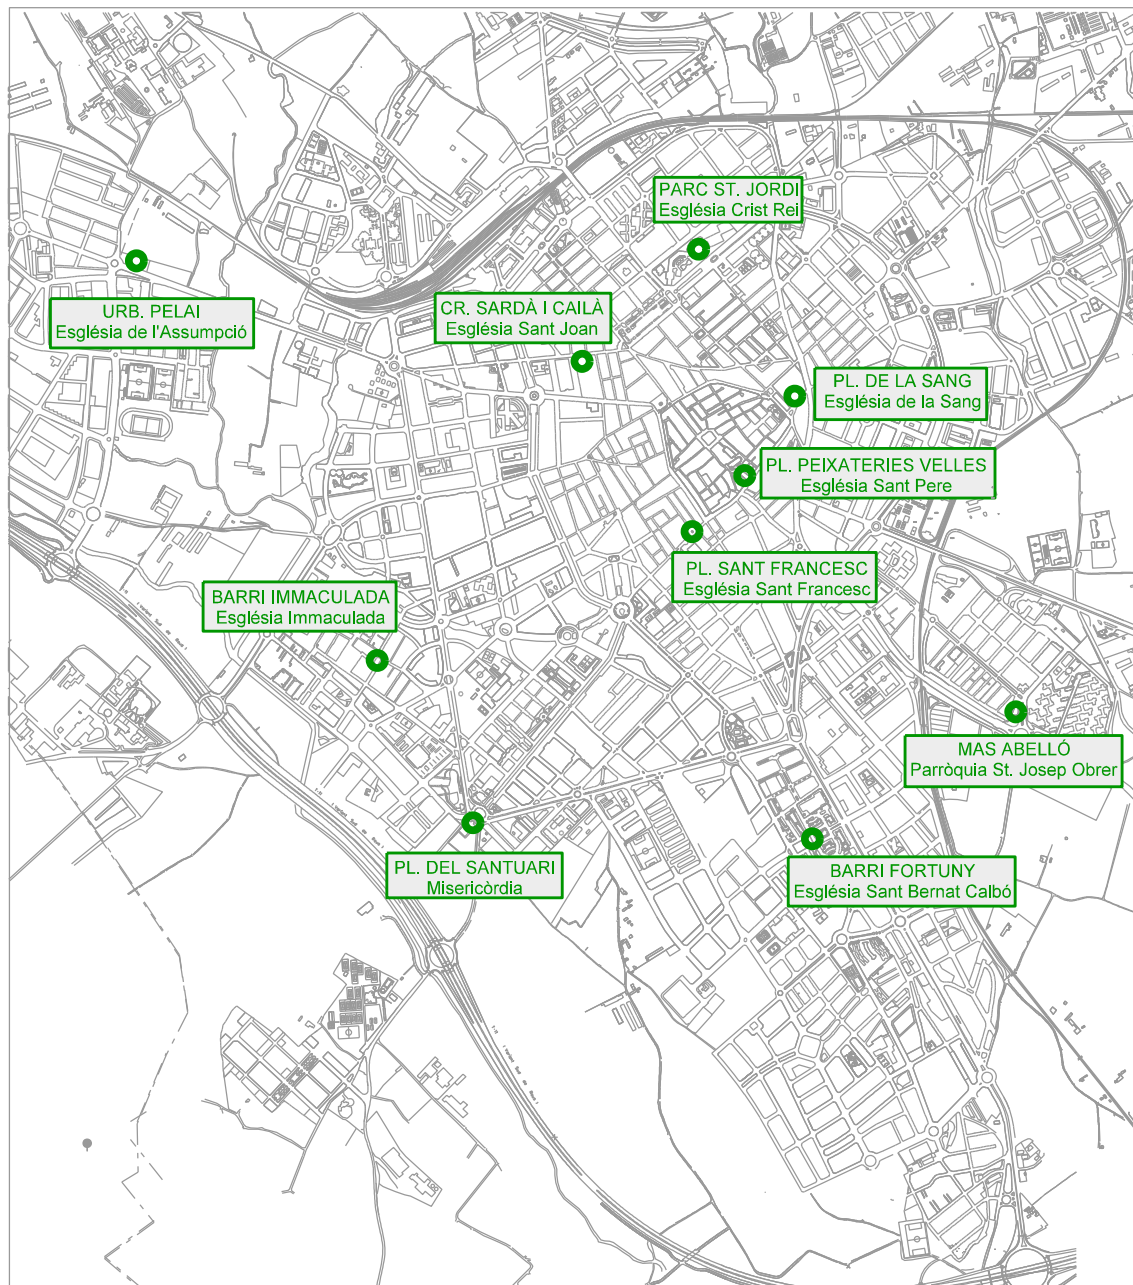 PARC ST. JORDI
Església Crist Rei
URB. PELAI
Església de l'Assumpció
CR. SARDÀ I CAILÀ
Església Sant Joan
PL. DE LA SANG
Església de la Sang
PL. PEIXATERIES VELLES
Església Sant Pere
PL. SANT FRANCESC
Església Sant Francesc
BARRI IMMACULADA
Església Immaculada
MAS ABELLÓ
Parròquia St. Josep Obrer
PL. DEL SANTUARI
Misericòrdia
BARRI FORTUNY
Església Sant Bernat Calbó